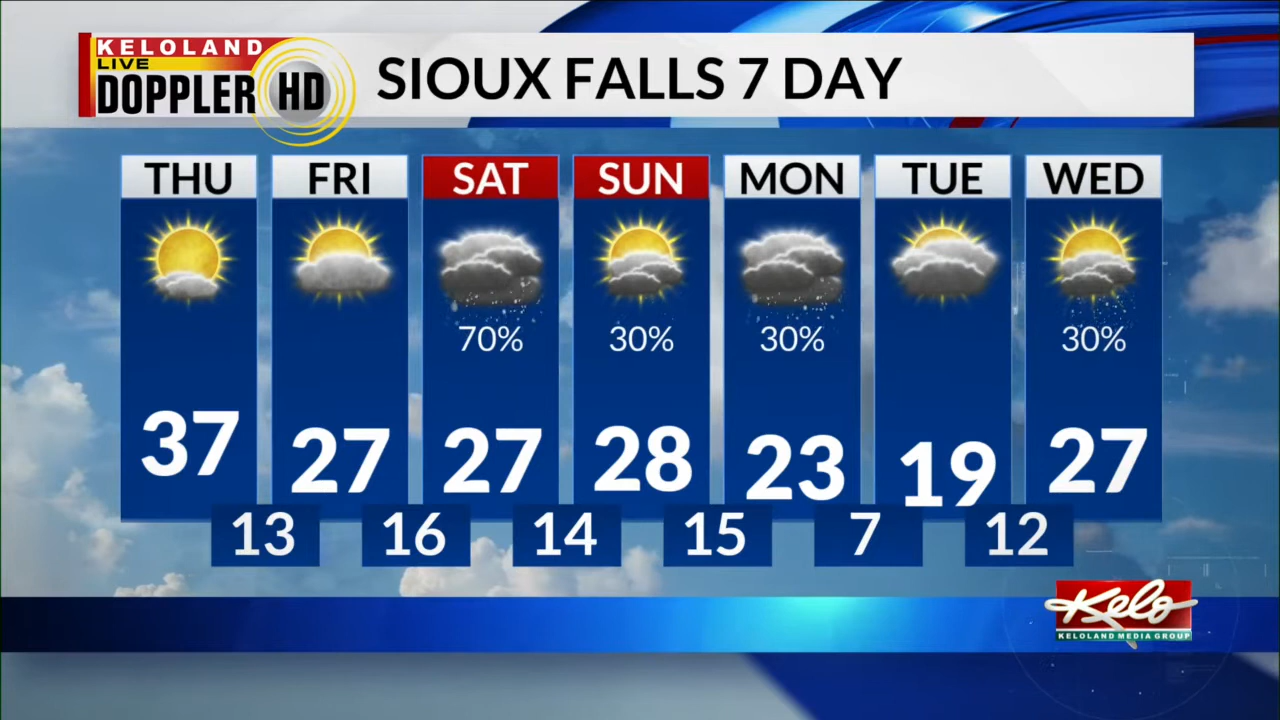 KELOLAND
LIVE
DOPPLER HD
SIOUX FALLS 7 DAY
THU FRI SAT SUN MON TUE WED
70% 30% 30% 30%
37 27 27 28 23 19 27
13 16 14 15 7 12
Kelo
KELOLAND MEDIA GROUP